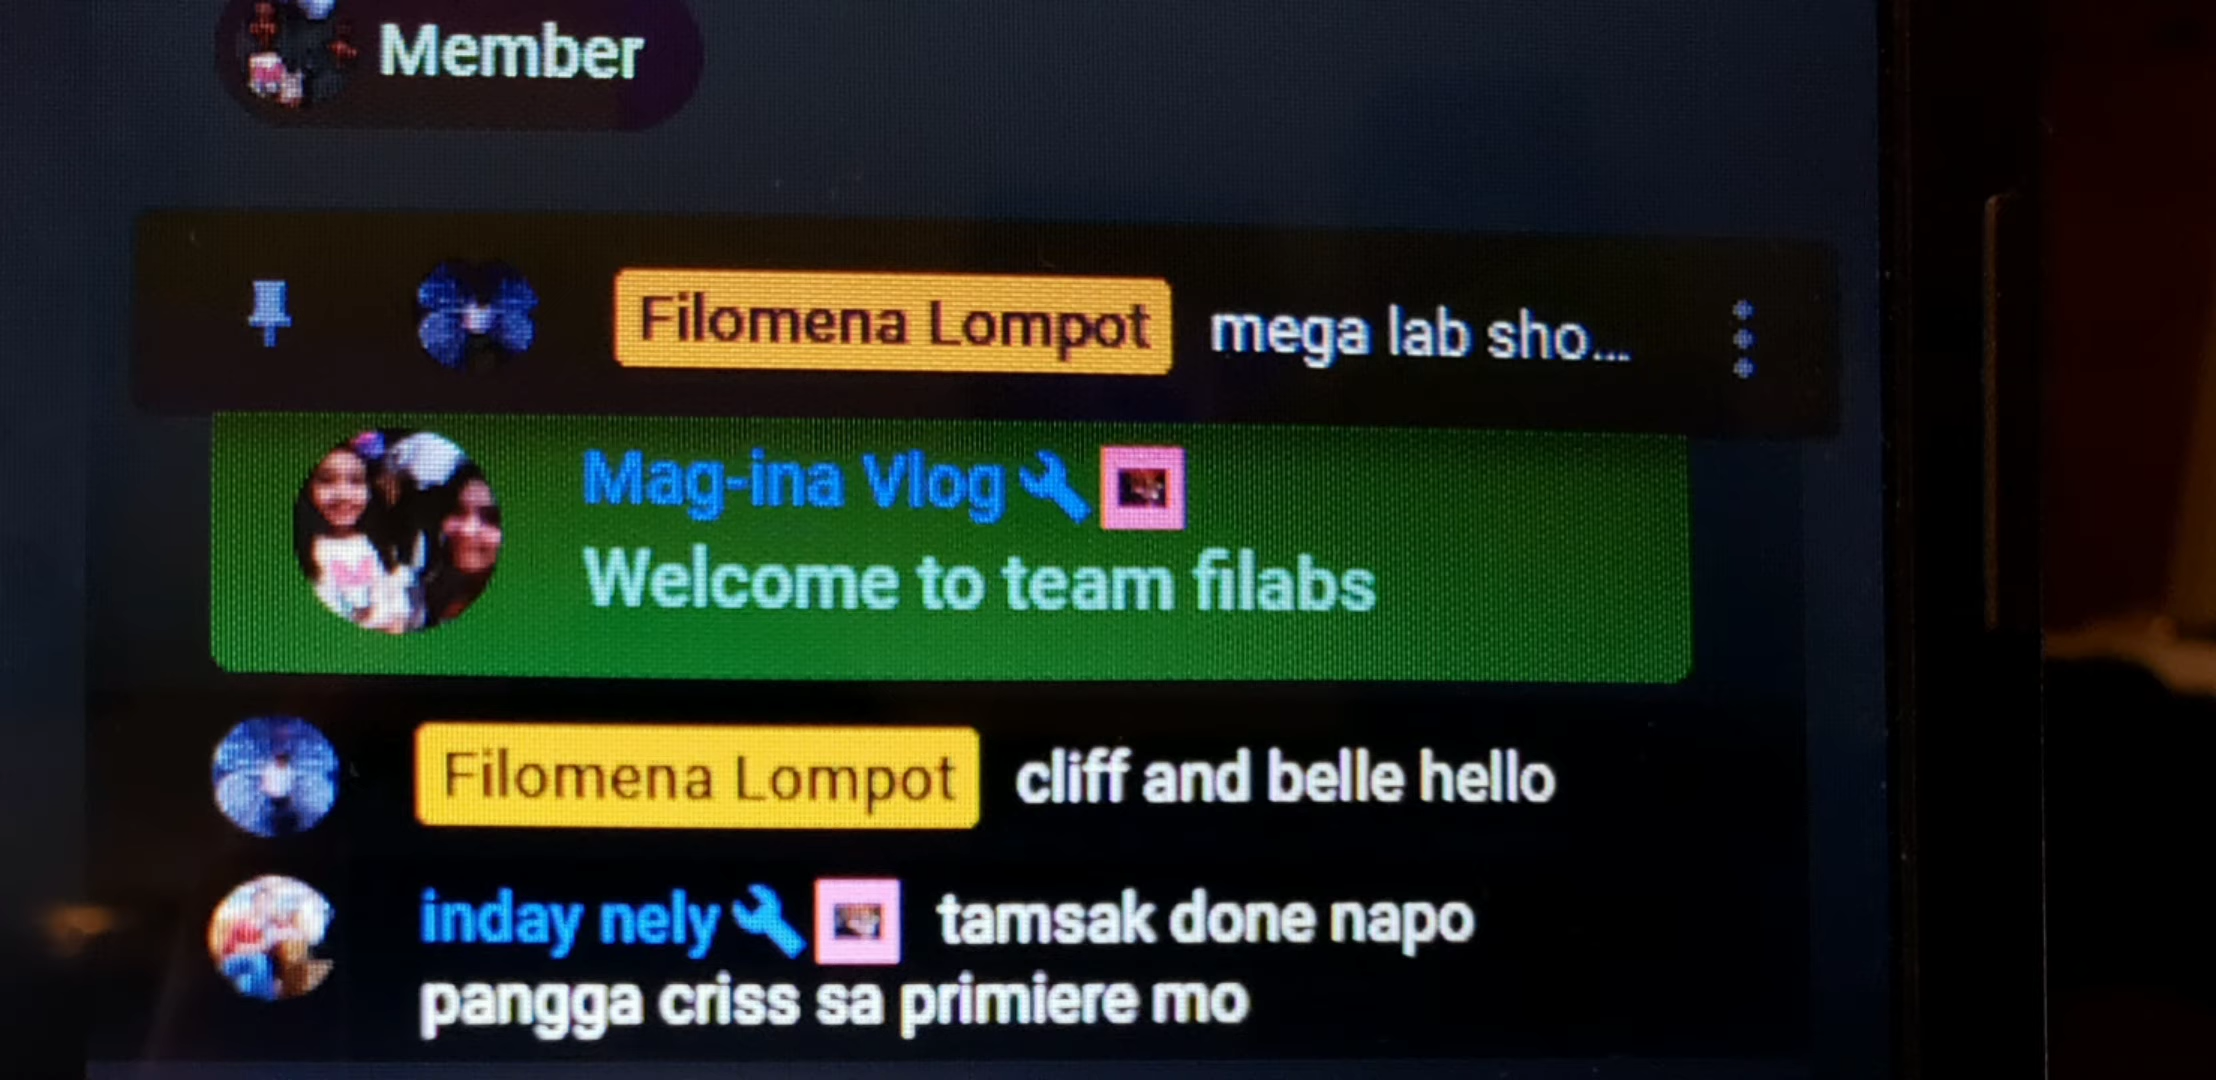 Member
Filomena Lompot mega lab sho...
Mag-ina Vlog
Welcome to team filabs
Filomena Lompot cliff and belle hello
inday nely tamsak done napo
pangga criss sa primiere mo